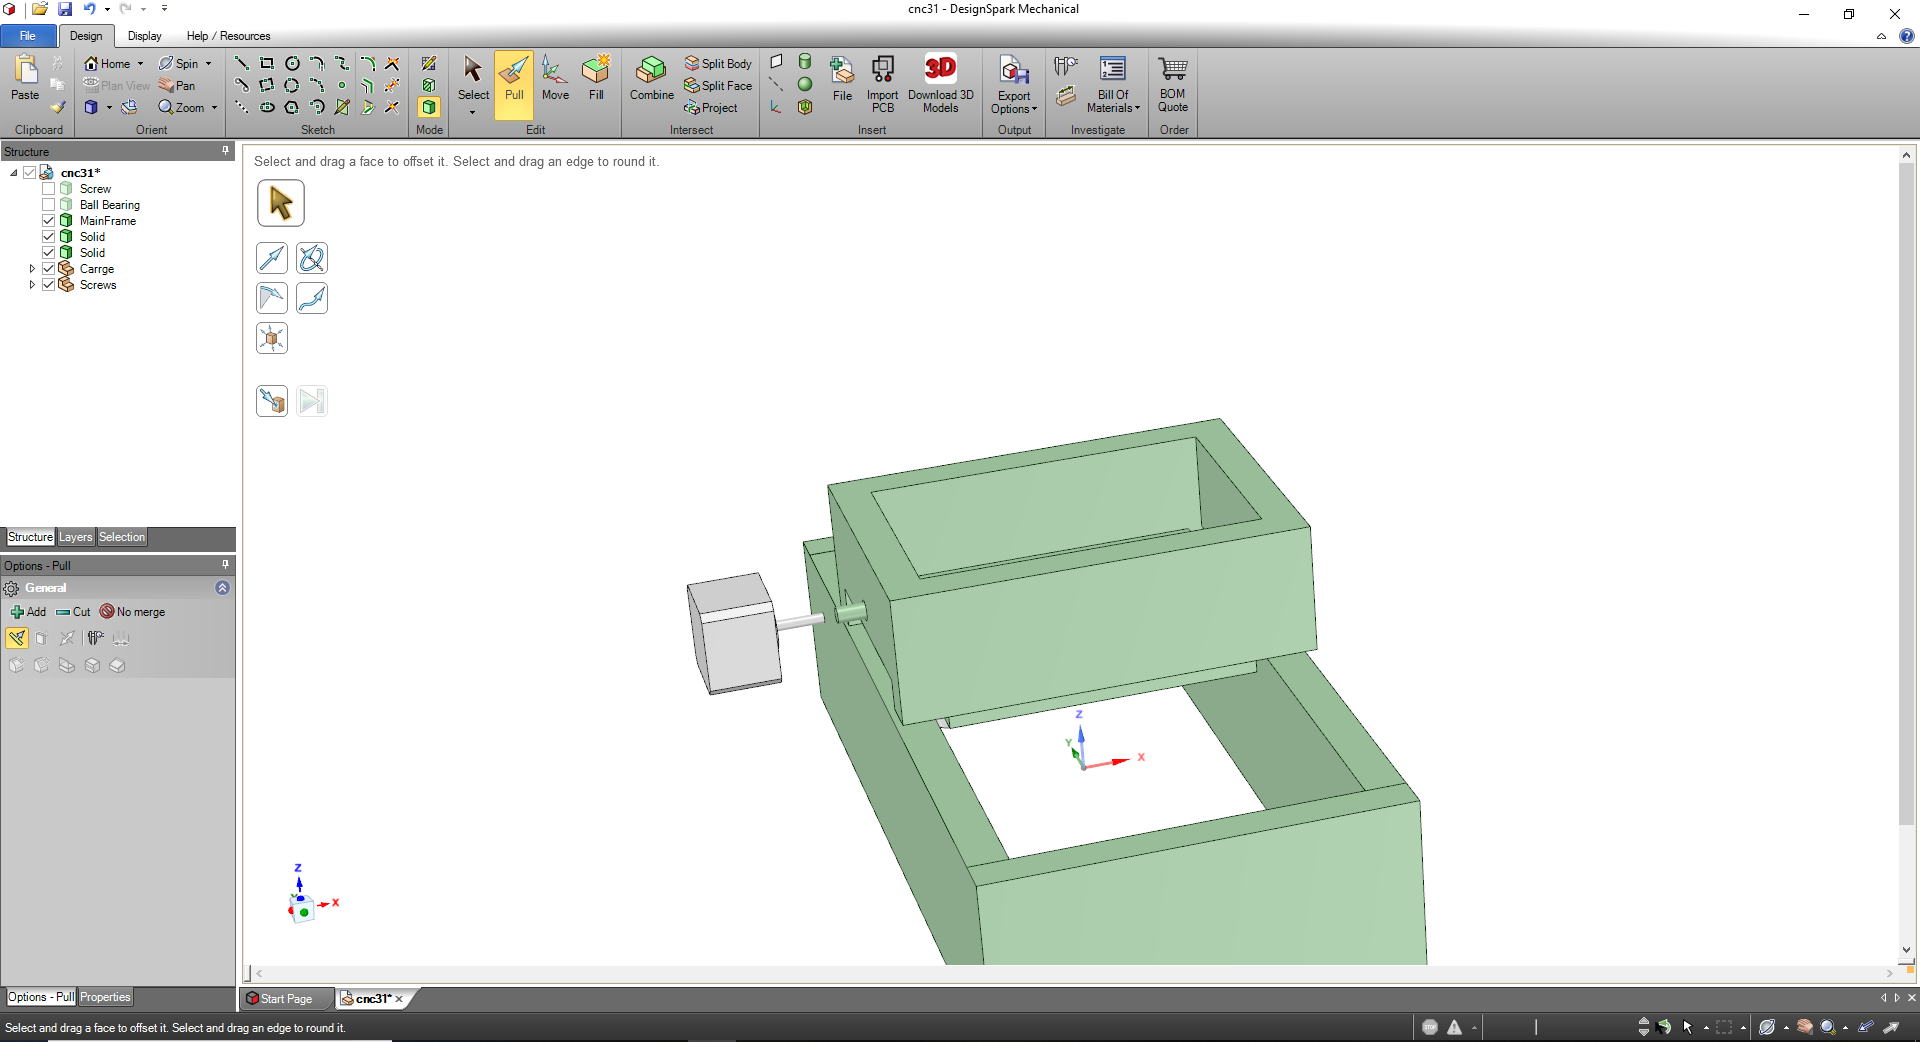 cnc31 - DesignSpark Mechanical
File
Design
Display
Help / Resources
Paste
Clipboard
Home
Spin
Plan View
Pan
Zoom
Orient
Sketch
Mode
Select
Pull
Move
Fill
Edit
Combine
Split Body
Split Face
Project
Intersect
File
Import PCB
3D
Download 3D Models
Insert
Export Options
Output
Bill Of Materials
Investigate
BOM Quote
Order
Structure
cnc31*
Screw
Ball Bearing
MainFrame
Solid
Solid
Carrge
Screws
Structure
Layers
Selection
Options - Pull
General
Add
Cut
No merge
Options - Pull
Properties
Select and drag a face to offset it. Select and drag an edge to round it.
Z
Y
X
Z
Y
X
Start Page
cnc31*
Select and drag a face to offset it. Select and drag an edge to round it.
STOP